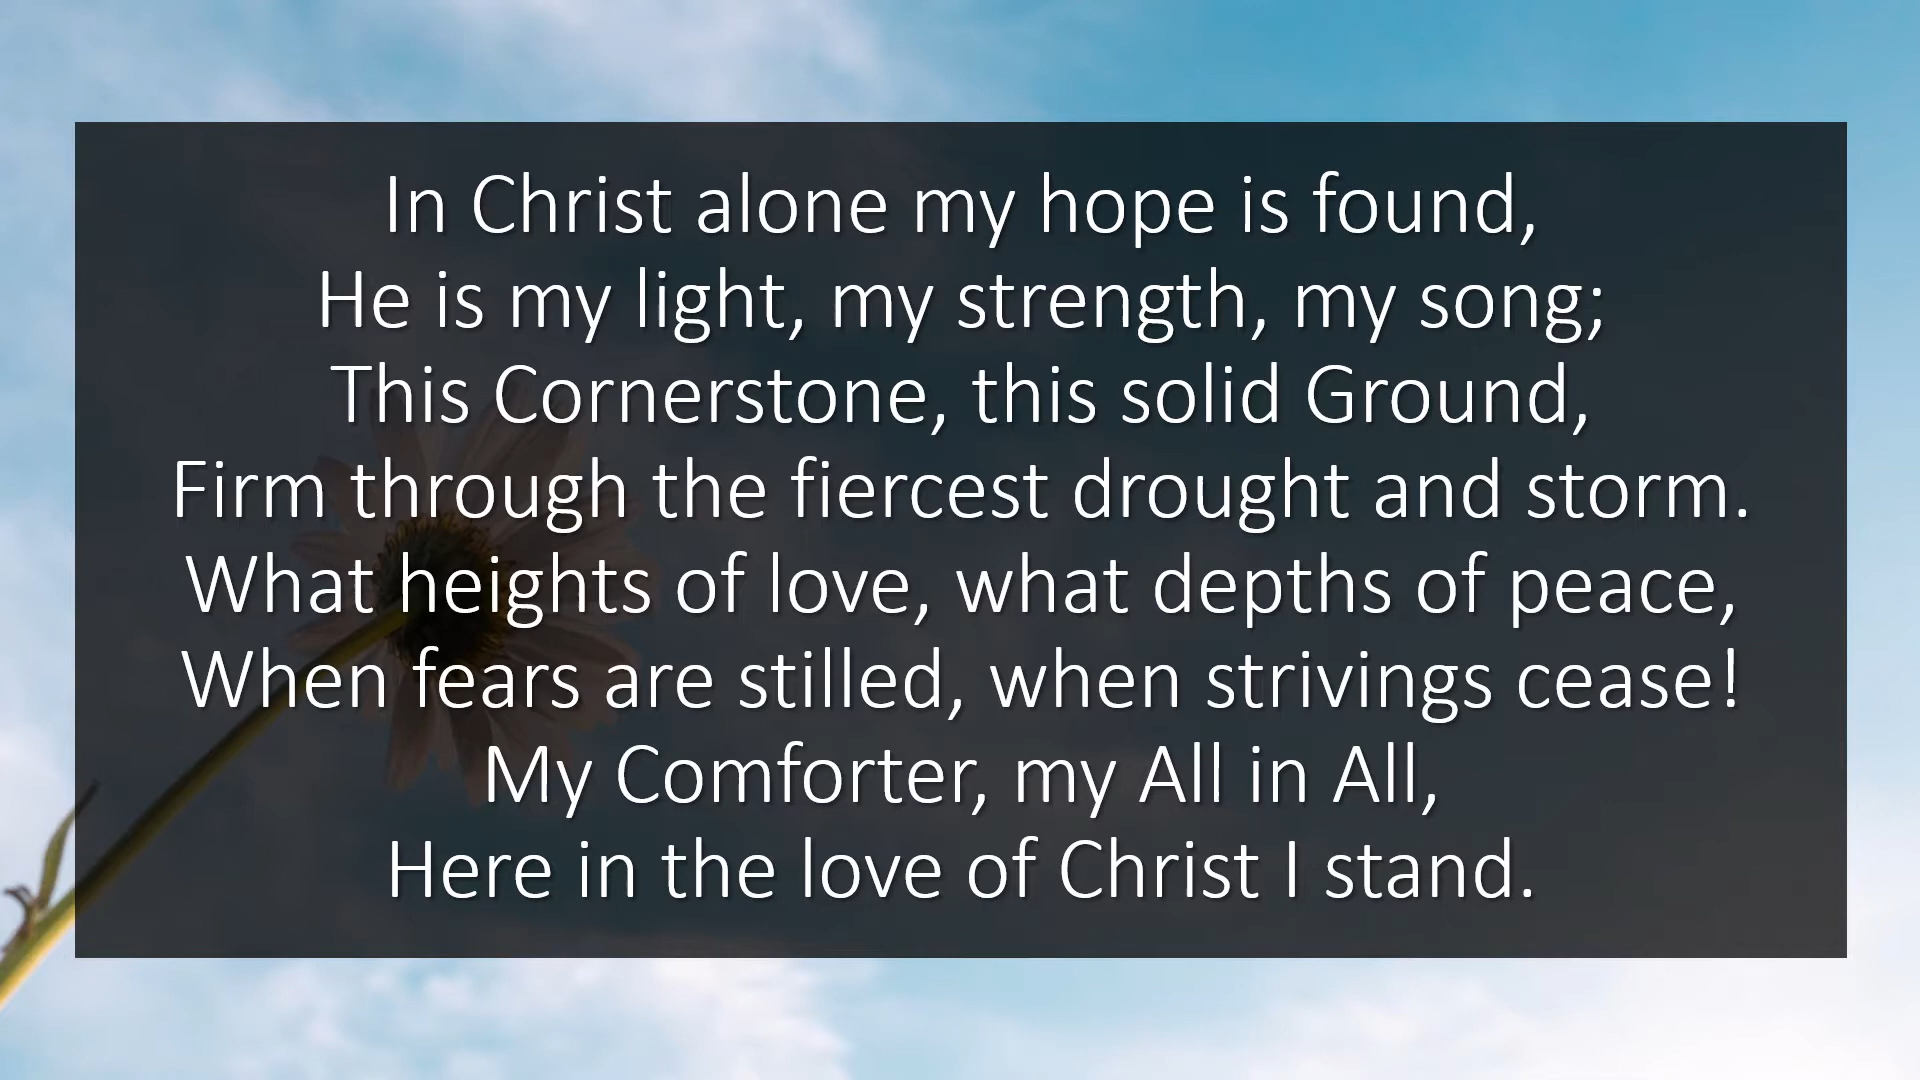 In Christ alone my hope is found,
He is my light, my strength, my song;
This Cornerstone, this solid Ground,
Firm through the fiercest drought and storm.
What heights of love, what depths of peace,
When fears are stilled, when strivings cease!
My Comforter, my All in All,
Here in the love of Christ I stand.